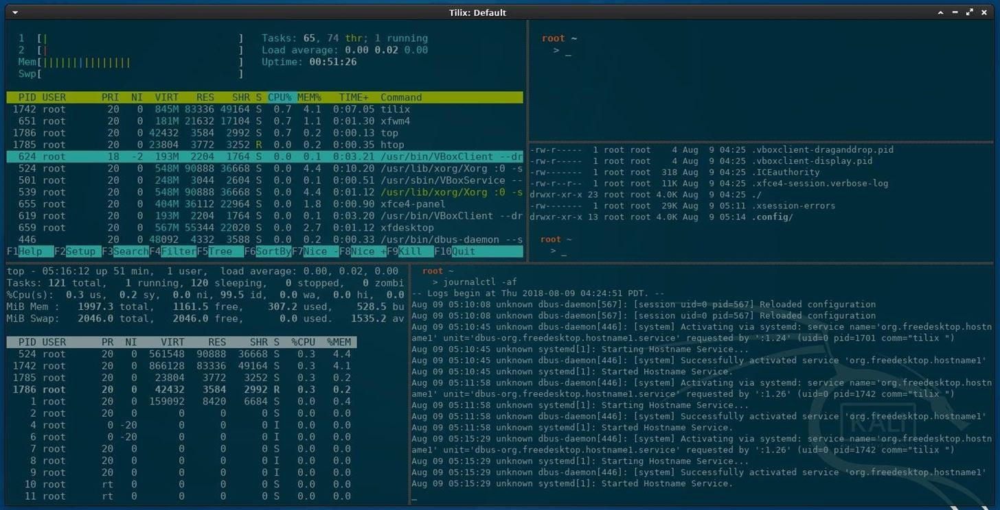 Tilix: Default
1 [| ] Tasks: 65, 74 thr; 1 running
2 [| ] Load average: 0.00 0.02 0.00
Mem[|||||||||||||||| ] Uptime: 00:51:26
Swp[ ]
PID USER PRI NI VIRT RES SHR S CPU% MEM% TIME+ Command
1742 root 20 0 845M 83336 49164 S 0.7 4.1 0:07.05 tilix
651 root 20 0 181M 21632 17104 S 0.7 1.1 0:01.30 xfwm4
1786 root 20 0 42432 3584 2992 S 0.7 0.2 0:00.13 top
1785 root 20 0 23804 3772 3252 R 0.0 0.2 0:00.35 htop
624 root 18 -2 193M 2204 1764 S 0.0 0.1 0:03.21 /usr/bin/VBoxClient --dr
524 root 20 0 548M 90888 36668 S 0.0 4.4 0:10.20 /usr/lib/xorg/Xorg :0 -s
501 root 20 0 248M 3044 2604 S 0.0 0.1 0:00.51 /usr/sbin/VBoxService --
539 root 20 0 548M 90888 36668 S 0.0 4.4 0:01.12 /usr/lib/xorg/Xorg :0 -s
655 root 20 0 404M 36112 22964 S 0.0 1.8 0:00.90 xfce4-panel
619 root 20 0 193M 2204 1764 S 0.0 0.1 0:03.20 /usr/bin/VBoxClient --dr
659 root 20 0 567M 55344 22020 S 0.0 2.7 0:01.12 xfdesktop
446 20 0 48092 4332 3588 S 0.0 0.2 0:00.33 /usr/bin/dbus-daemon --s
F1Help F2Setup F3SearchF4FilterF5Tree F6SortByF7Nice -F8Nice +F9Kill F10Quit
root ~
> _
-rw-r----- 1 root root 4 Aug 9 04:25 .vboxclient-draganddrop.pid
-rw-r----- 1 root root 4 Aug 9 04:25 .vboxclient-display.pid
-rw------- 1 root root 318 Aug 9 04:25 .ICEauthority
-rw-r--r-- 1 root root 11K Aug 9 04:25 .xfce4-session.verbose-log
drwxr-xr-x 23 root root 4.0K Aug 9 04:25 ./
-rw------- 1 root root 29K Aug 9 05:11 .xsession-errors
drwxr-xr-x 13 root root 4.0K Aug 9 05:14 .config/
root ~
> _
top - 05:16:12 up 51 min, 1 user, load average: 0.00, 0.02, 0.00
Tasks: 121 total, 1 running, 120 sleeping, 0 stopped, 0 zombi
%Cpu(s): 0.3 us, 0.2 sy, 0.0 ni, 99.5 id, 0.0 wa, 0.0 hi, 0.0
MiB Mem : 1997.3 total, 1161.5 free, 307.2 used, 528.5 bu
MiB Swap: 2046.0 total, 2046.0 free, 0.0 used. 1535.2 av
PID USER PR NI VIRT RES SHR S %CPU %MEM
524 root 20 0 561548 90888 36668 S 0.3 4.4
1742 root 20 0 866128 83336 49164 S 0.3 4.1
1785 root 20 0 23804 3772 3252 S 0.3 0.2
1786 root 20 0 42432 3584 2992 R 0.3 0.2
1 root 20 0 159092 8420 6684 S 0.0 0.4
2 root 20 0 0 0 0 S 0.0 0.0
4 root 0 -20 0 0 0 I 0.0 0.0
6 root 0 -20 0 0 0 I 0.0 0.0
7 root 20 0 0 0 0 S 0.0 0.0
8 root 20 0 0 0 0 I 0.0 0.0
9 root 20 0 0 0 0 I 0.0 0.0
10 root rt 0 0 0 0 S 0.0 0.0
11 root rt 0 0 0 0 S 0.0 0.0
root ~
> journalctl -af
-- Logs begin at Thu 2018-08-09 04:24:51 PDT. --
Aug 09 05:10:08 unknown dbus-daemon[567]: [session uid=0 pid=567] Reloaded configuration
Aug 09 05:10:08 unknown dbus-daemon[567]: [session uid=0 pid=567] Reloaded configuration
Aug 09 05:10:45 unknown dbus-daemon[446]: [system] Activating via systemd: service name='org.freedesktop.hostn
ame1' unit='dbus-org.freedesktop.hostname1.service' requested by ':1.24' (uid=0 pid=1701 comm="tilix ")
Aug 09 05:10:45 unknown systemd[1]: Starting Hostname Service...
Aug 09 05:10:45 unknown dbus-daemon[446]: [system] Successfully activated service 'org.freedesktop.hostname1'
Aug 09 05:10:45 unknown systemd[1]: Started Hostname Service.
Aug 09 05:11:58 unknown dbus-daemon[446]: [system] Activating via systemd: service name='org.freedesktop.hostn
ame1' unit='dbus-org.freedesktop.hostname1.service' requested by ':1.26' (uid=0 pid=1742 comm="tilix ")
Aug 09 05:11:58 unknown systemd[1]: Starting Hostname Service...
Aug 09 05:11:58 unknown dbus-daemon[446]: [system] Successfully activated service 'org.freedesktop.hostname1'
Aug 09 05:11:58 unknown systemd[1]: Started Hostname Service.
Aug 09 05:15:29 unknown dbus-daemon[446]: [system] Activating via systemd: service name='org.freedesktop.hostn
ame1' unit='dbus-org.freedesktop.hostname1.service' requested by ':1.26' (uid=0 pid=1742 comm="tilix ")
Aug 09 05:15:29 unknown systemd[1]: Starting Hostname Service...
Aug 09 05:15:29 unknown dbus-daemon[446]: [system] Successfully activated service 'org.freedesktop.hostname1'
Aug 09 05:15:29 unknown systemd[1]: Started Hostname Service.
_
KALI